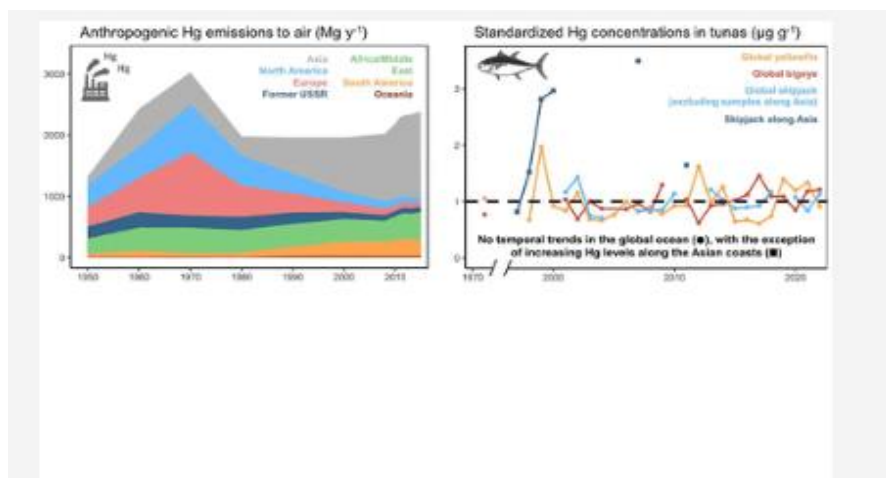 Anthropogenic Hg emissions to air (Mg y⁻¹)
Hg
Hg
Asia
North America
Europe
Former USSR
Africa/Middle
East
South America
Oceania
3000
2000
1000
0
1950
1960
1970
1980
1990
2000
2010
Standardized Hg concentrations in tunas (µg g⁻¹)
Global yellowfin
Global bigeye
Global skipjack
(excluding samples along Asia)
Skipjack along Asia
3
2
1
0
No temporal trends in the global ocean (●), with the exception
of increasing Hg levels along the Asian coasts (■)
1970
2000
2010
2020